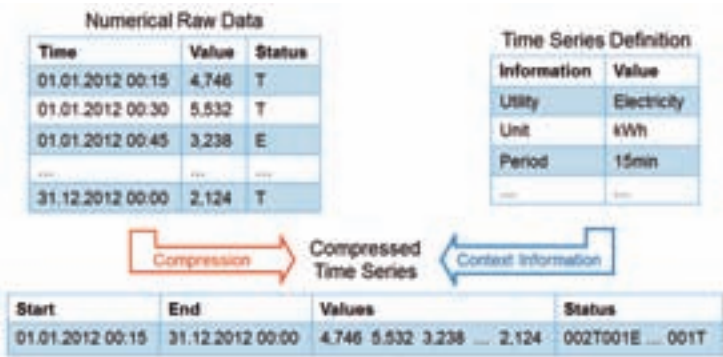 Numerical Raw Data
Time Value Status
01.01.2012 00:15 4,746 T
01.01.2012 00:30 5,532 T
01.01.2012 00:45 3,238 E
... ... ...
31.12.2012 00:00 2,124 T
Time Series Definition
Information Value
Utility Electricity
Unit kWh
Period 15min
... ...
Compression
Compressed
Time Series
Context Information
Start End Values Status
01.01.2012 00:15 31.12.2012 00:00 4.746 5.532 3.238 ... 2.124 002T001E ... 001T